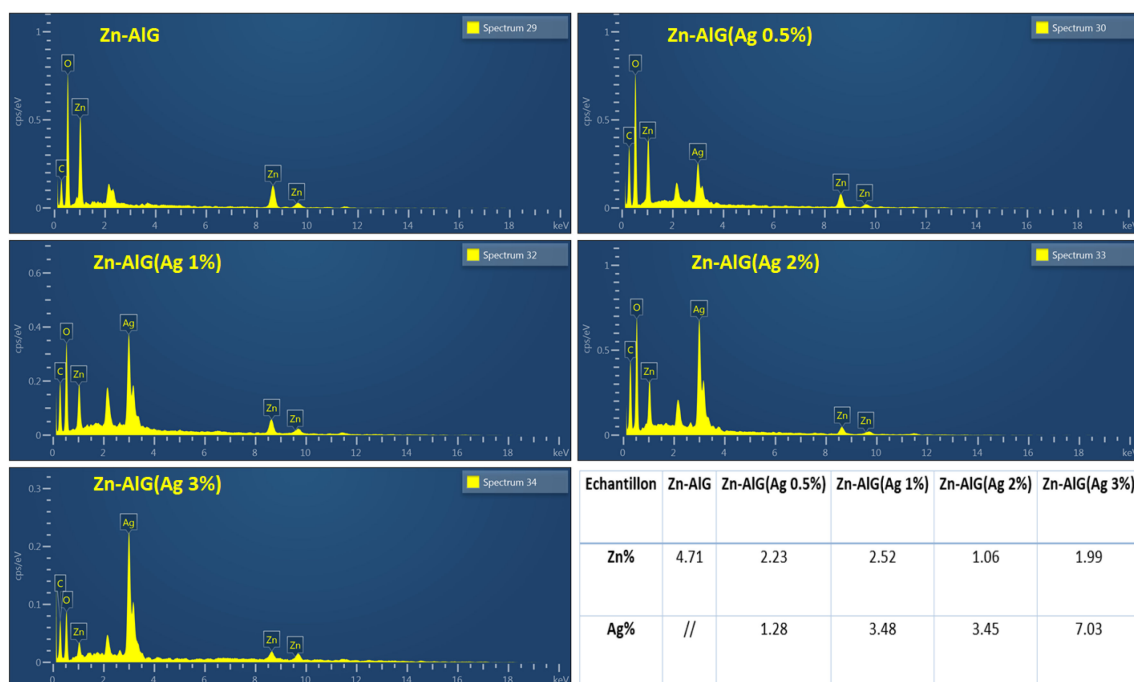 Zn-AlG
Spectrum 29
1
0.5
0
cps/eV
C
O
Zn
Zn
Zn
0 2 4 6 8 10 12 14 16 18 keV
Zn-AlG(Ag 0.5%)
Spectrum 30
1
0.5
0
cps/eV
C
O
Zn
Ag
Zn
Zn
0 2 4 6 8 10 12 14 16 18 keV
Zn-AlG(Ag 1%)
Spectrum 32
0.6
0.4
0.2
0
cps/eV
C
O
Zn
Ag
Zn
Zn
0 2 4 6 8 10 12 14 16 18 keV
Zn-AlG(Ag 2%)
Spectrum 33
1
0.5
0
cps/eV
C
O
Zn
Ag
Zn
Zn
0 2 4 6 8 10 12 14 16 18 keV
Zn-AlG(Ag 3%)
Spectrum 34
0.3
0.2
0.1
0
cps/eV
C
O
Zn
Ag
Zn
Zn
0 2 4 6 8 10 12 14 16 18 keV
Echantillon Zn-AlG Zn-AlG(Ag 0.5%) Zn-AlG(Ag 1%) Zn-AlG(Ag 2%) Zn-AlG(Ag 3%)
Zn% 4.71 2.23 2.52 1.06 1.99
Ag% // 1.28 3.48 3.45 7.03